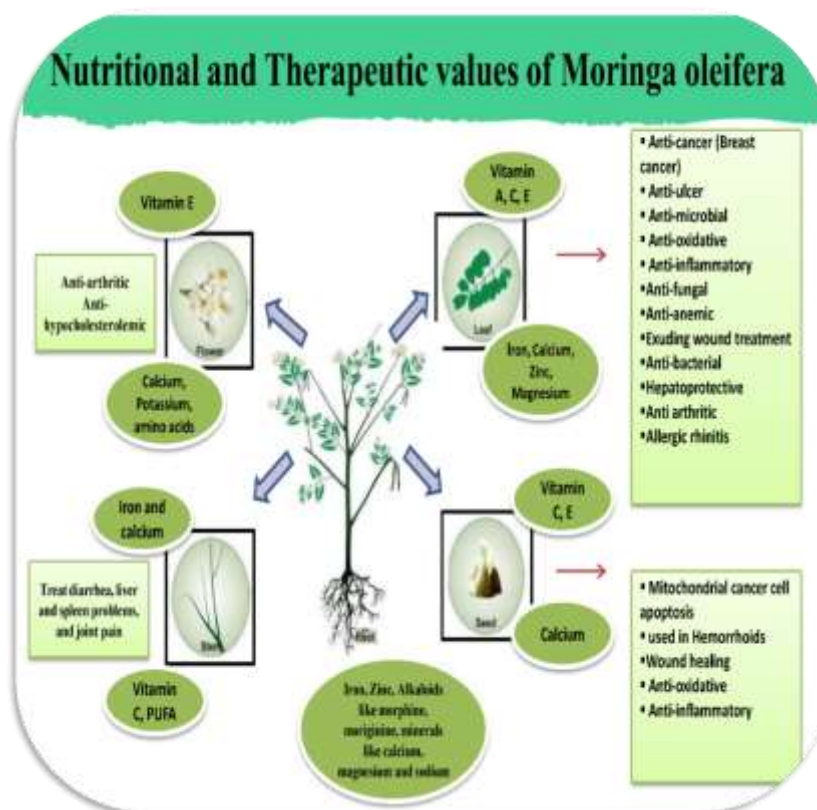 Nutritional and Therapeutic values of Moringa oleifera
Vitamin E
Anti-arthritic
Anti-
hypocholesterolemic
Flower
Calcium,
Potassium,
amino acids
Vitamin
A, C, E
Leaf
Iron, Calcium,
Zinc,
Magnesium
▪ Anti-cancer (Breast
cancer)
▪ Anti-ulcer
▪ Anti-microbial
▪ Anti-oxidative
▪ Anti-inflammatory
▪Anti-fungal
▪Anti-anemic
▪Exuding wound treatment
▪Anti-bacterial
▪Hepatoprotective
▪Anti arthritic
▪Allergic rhinitis
Iron and
calcium
Treat diarrhea, liver
and spleen problems,
and joint pain
Stem
Vitamin
C, PUFA
Root
Iron, Zinc, Alkaloids
like morphine,
moriginine, minerals
like calcium,
magnesium and sodium
Vitamin
C, E
Seed
Calcium
▪ Mitochondrial cancer cell
apoptosis
▪ used in Hemorrhoids
▪Wound healing
▪ Anti-oxidative
▪ Anti-inflammatory